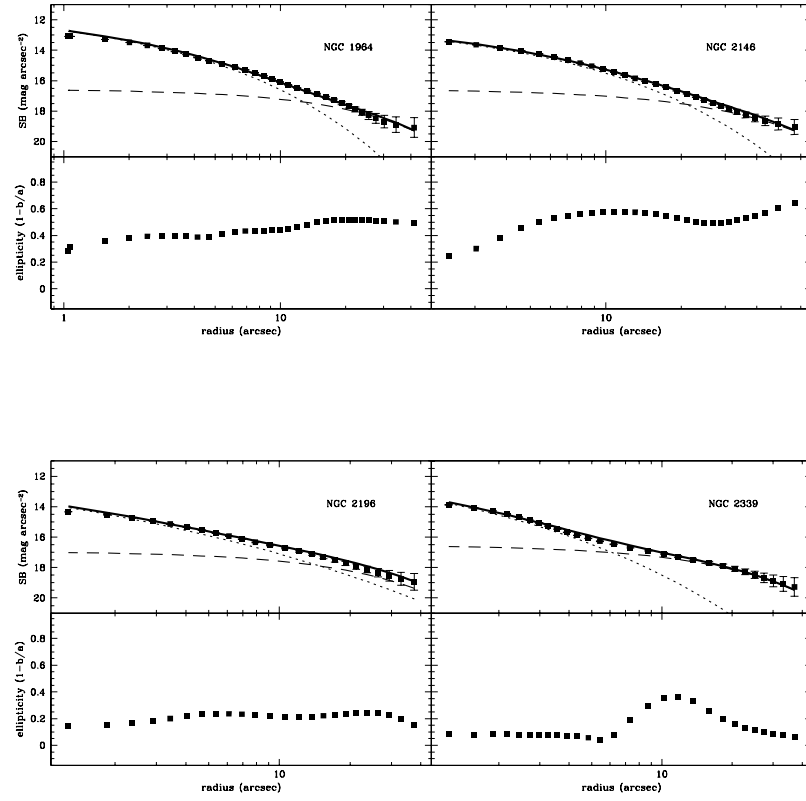 NGC 1964
NGC 2146
SB (mag arcsec⁻²)
12
14
16
18
20
ellipticity (1-b/a)
0.8
0.6
0.4
0.2
0
1
10
10
radius (arcsec)
radius (arcsec)
NGC 2196
NGC 2339
SB (mag arcsec⁻²)
12
14
16
18
20
ellipticity (1-b/a)
0.8
0.6
0.4
0.2
0
10
10
radius (arcsec)
radius (arcsec)